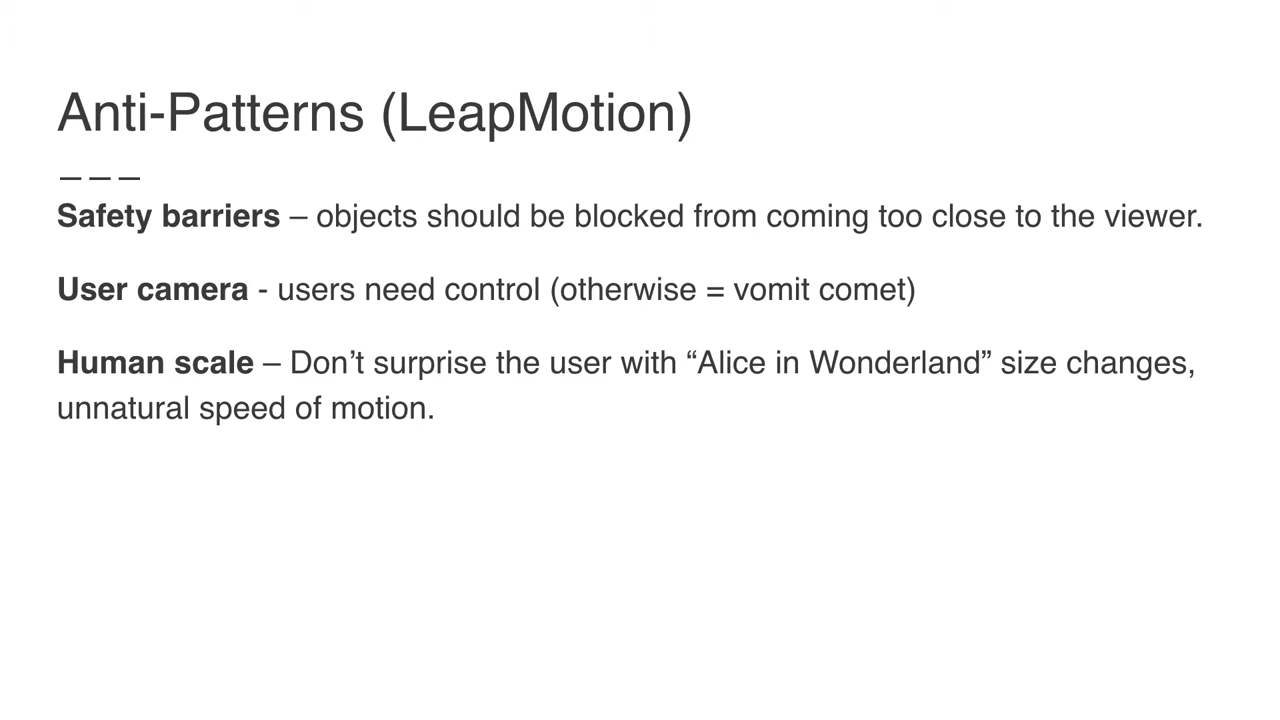 Anti-Patterns (LeapMotion)
Safety barriers – objects should be blocked from coming too close to the viewer.
User camera - users need control (otherwise = vomit comet)
Human scale – Don’t surprise the user with “Alice in Wonderland” size changes,
unnatural speed of motion.